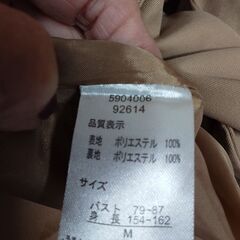 5904006
92614
品質表示
表地 ポリエステル 100%
裏地 ポリエステル 100%
サイズ
バスト 79~87
身 長 154~162
M